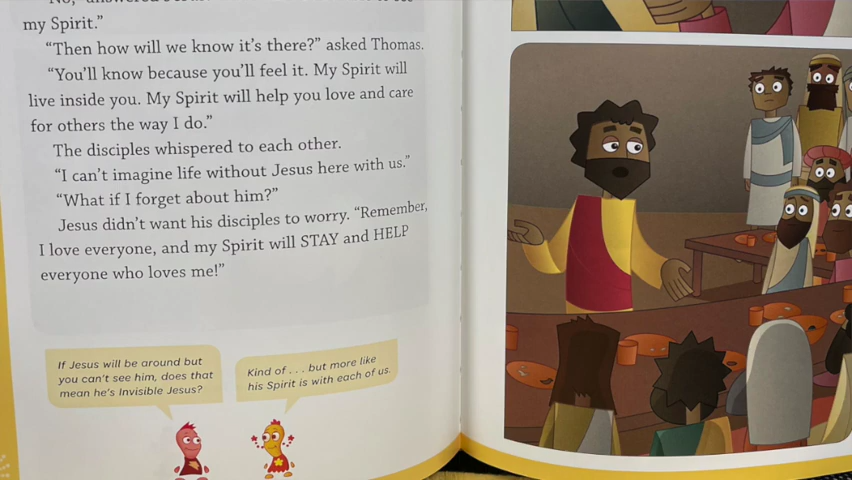 my Spirit.”
“Then how will we know it’s there?” asked Thomas.
“You’ll know because you’ll feel it. My Spirit will
live inside you. My Spirit will help you love and care
for others the way I do.”
The disciples whispered to each other.
“I can’t imagine life without Jesus here with us.”
“What if I forget about him?”
Jesus didn’t want his disciples to worry. “Remember,
I love everyone, and my Spirit will STAY and HELP
everyone who loves me!”
If Jesus will be around but
you can’t see him, does that
mean he’s Invisible Jesus?
Kind of . . . but more like
his Spirit is with each of us.